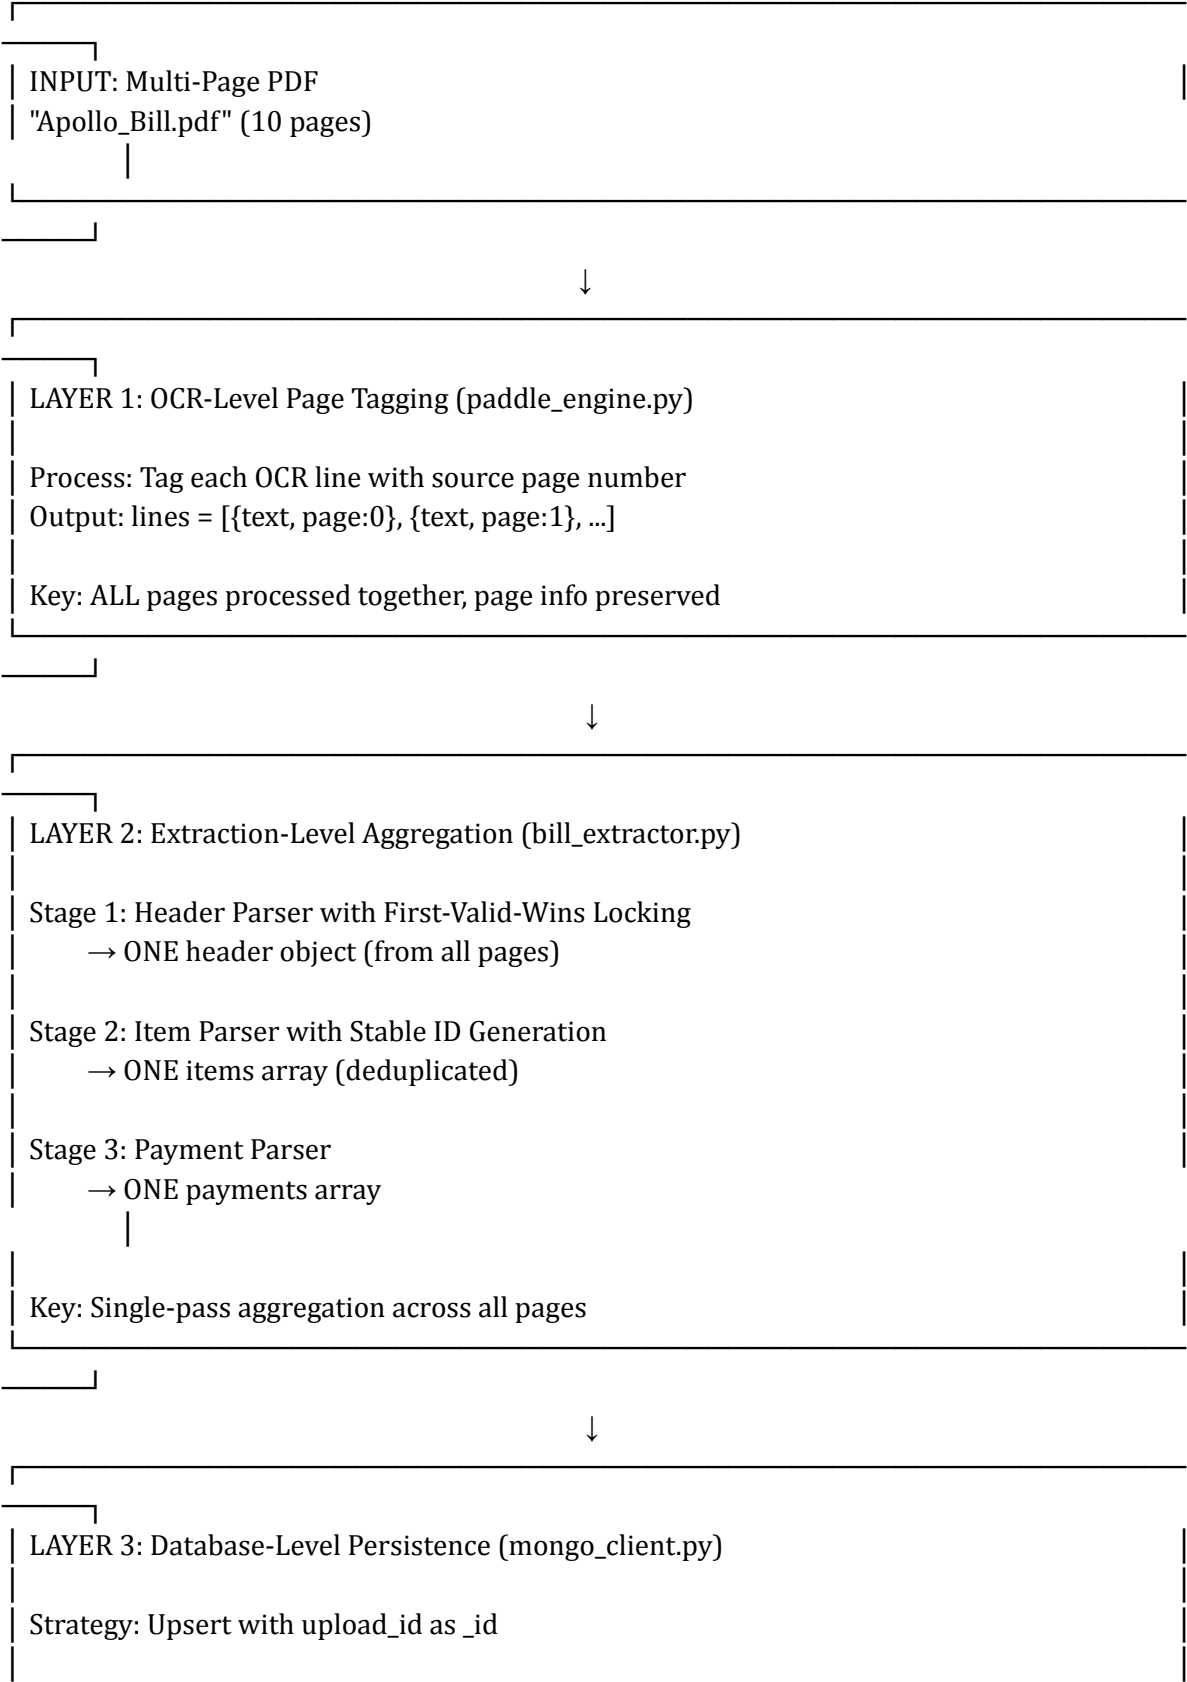 INPUT: Multi-Page PDF
"Apollo_Bill.pdf" (10 pages)
↓
LAYER 1: OCR-Level Page Tagging (paddle_engine.py)
Process: Tag each OCR line with source page number
Output: lines = [{text, page:0}, {text, page:1}, ...]
Key: ALL pages processed together, page info preserved
↓
LAYER 2: Extraction-Level Aggregation (bill_extractor.py)
Stage 1: Header Parser with First-Valid-Wins Locking
→ ONE header object (from all pages)
Stage 2: Item Parser with Stable ID Generation
→ ONE items array (deduplicated)
Stage 3: Payment Parser
→ ONE payments array
Key: Single-pass aggregation across all pages
↓
LAYER 3: Database-Level Persistence (mongo_client.py)
Strategy: Upsert with upload_id as _id